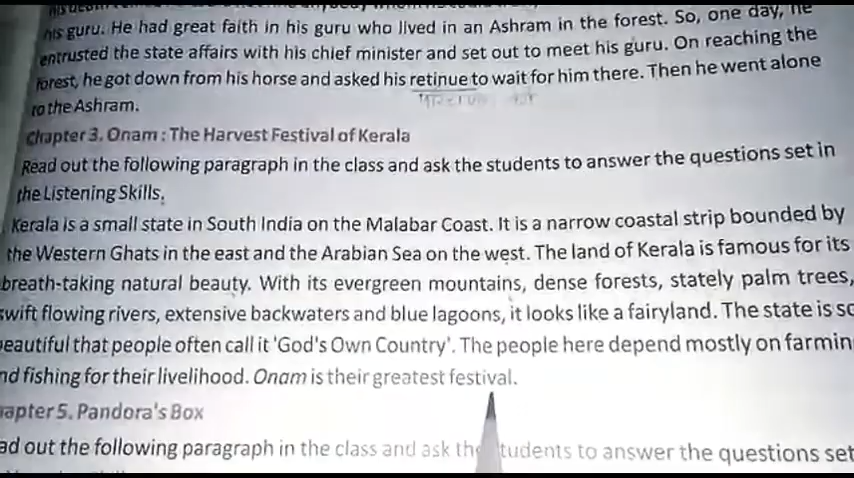 his guru. He had great faith in his guru who lived in an Ashram in the forest. So, one day, he
entrusted the state affairs with his chief minister and set out to meet his guru. On reaching the
forest, he got down from his horse and asked his retinue to wait for him there. Then he went alone
to the Ashram.
Chapter 3. Onam : The Harvest Festival of Kerala
Read out the following paragraph in the class and ask the students to answer the questions set in
the Listening Skills.
Kerala is a small state in South India on the Malabar Coast. It is a narrow coastal strip bounded by
the Western Ghats in the east and the Arabian Sea on the west. The land of Kerala is famous for its
breath-taking natural beauty. With its evergreen mountains, dense forests, stately palm trees,
swift flowing rivers, extensive backwaters and blue lagoons, it looks like a fairyland. The state is so
beautiful that people often call it 'God's Own Country'. The people here depend mostly on farmin
nd fishing for their livelihood. Onam is their greatest festival.
apter 5. Pandora's Box
ad out the following paragraph in the class and ask the students to answer the questions set